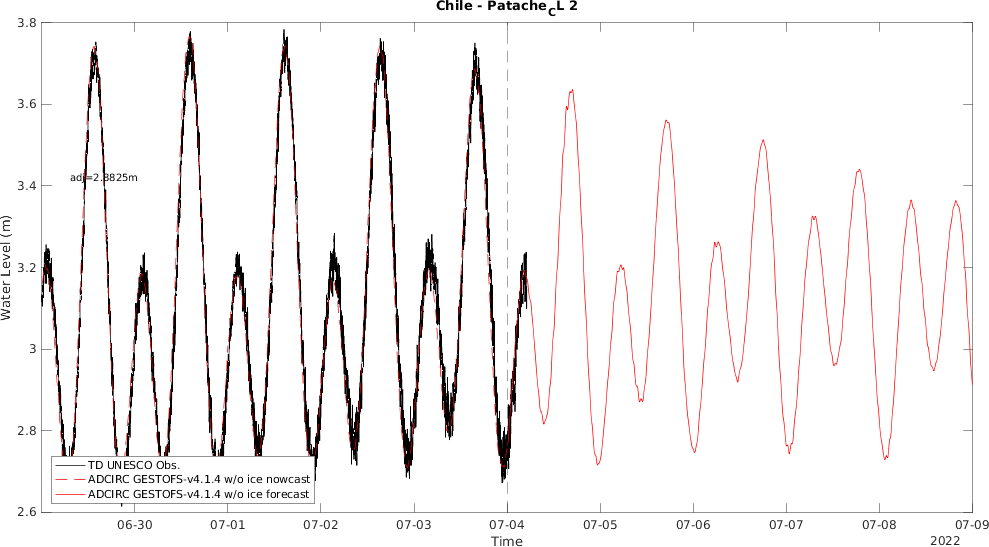 Chile - Patache_CL 2
3.8
3.6
3.4
3.2
3
2.8
2.6
Water Level (m)
adj=2.8825m
TD UNESCO Obs.
ADCIRC GESTOFS-v4.1.4 w/o ice nowcast
ADCIRC GESTOFS-v4.1.4 w/o ice forecast
06-30 07-01 07-02 07-03 07-04 07-05 07-06 07-07 07-08 07-09
Time
2022